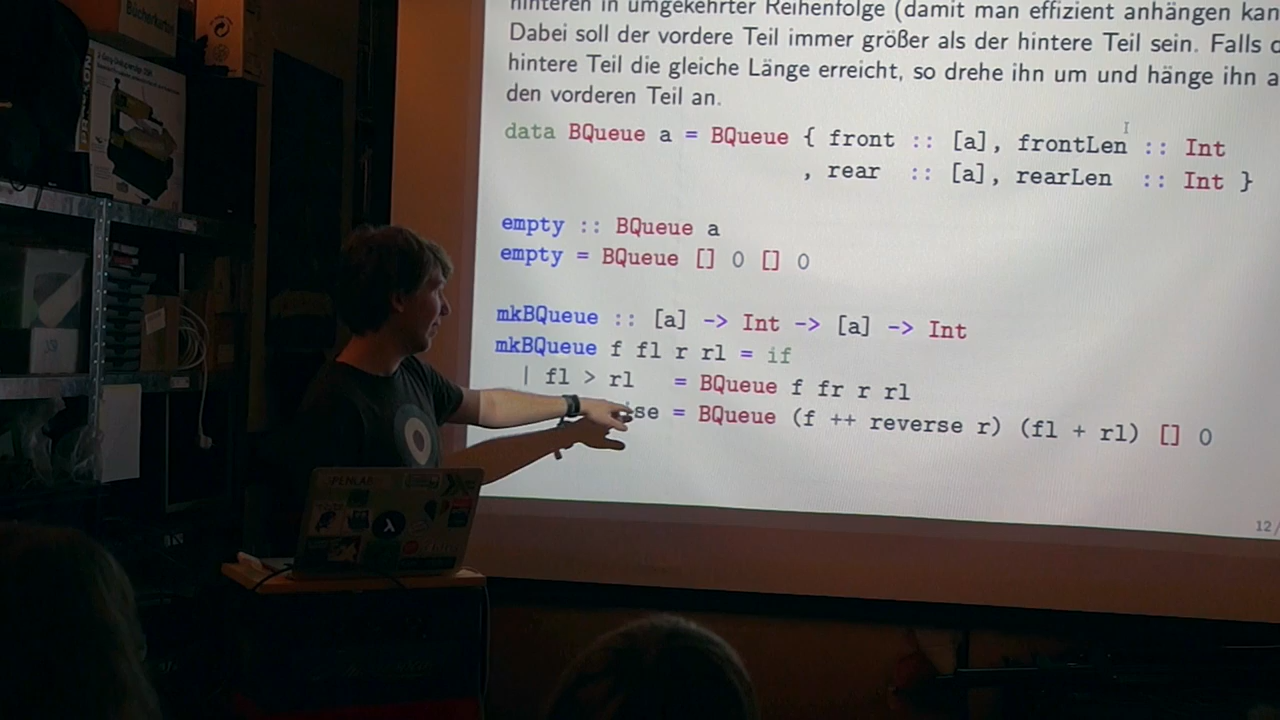 hinteren in umgekehrter Reihenfolge (damit man effizient anhängen kan
Dabei soll der vordere Teil immer größer als der hintere Teil sein. Falls
hintere Teil die gleiche Länge erreicht, so drehe ihn um und hänge ihn a
den vorderen Teil an.
data BQueue a = BQueue { front :: [a], frontLen :: Int
, rear :: [a], rearLen :: Int }
empty :: BQueue a
empty = BQueue [] 0 [] 0
mkBQueue :: [a] -> Int -> [a] -> Int
mkBQueue f fl r rl = if
| fl > rl = BQueue f fr r rl
se = BQueue (f ++ reverse r) (fl + rl) [] 0
12/
Bücherkarton
PENLAB
λ